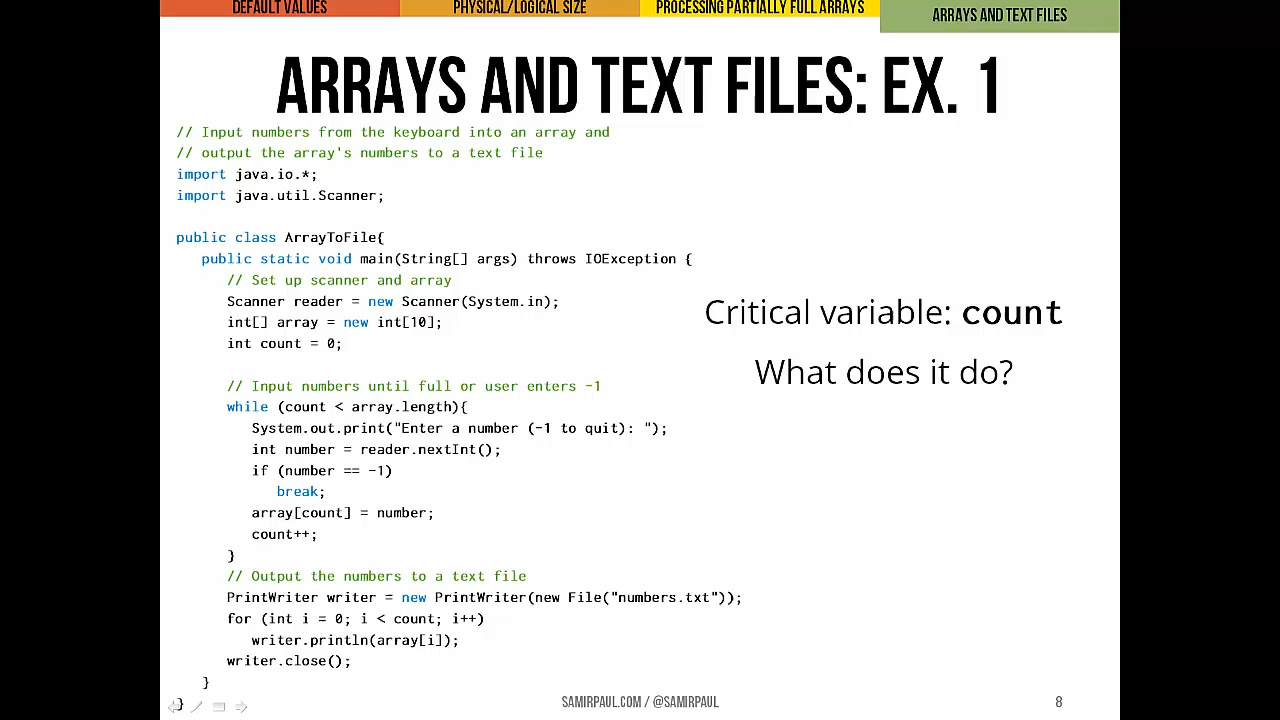 DEFAULT VALUES
PHYSICAL/LOGICAL SIZE
PROCESSING PARTIALLY FULL ARRAYS
ARRAYS AND TEXT FILES
ARRAYS AND TEXT FILES: EX. 1
// Input numbers from the keyboard into an array and
// output the array's numbers to a text file
import java.io.*;
import java.util.Scanner;
public class ArrayToFile{
public static void main(String[] args) throws IOException {
// Set up scanner and array
Scanner reader = new Scanner(System.in);
int[] array = new int[10];
int count = 0;
// Input numbers until full or user enters -1
while (count < array.length){
System.out.print("Enter a number (-1 to quit): ");
int number = reader.nextInt();
if (number == -1)
break;
array[count] = number;
count++;
}
// Output the numbers to a text file
PrintWriter writer = new PrintWriter(new File("numbers.txt"));
for (int i = 0; i < count; i++)
writer.println(array[i]);
writer.close();
}
}
Critical variable: count
What does it do?
SAMIRPAUL.COM / @SAMIRPAUL
8